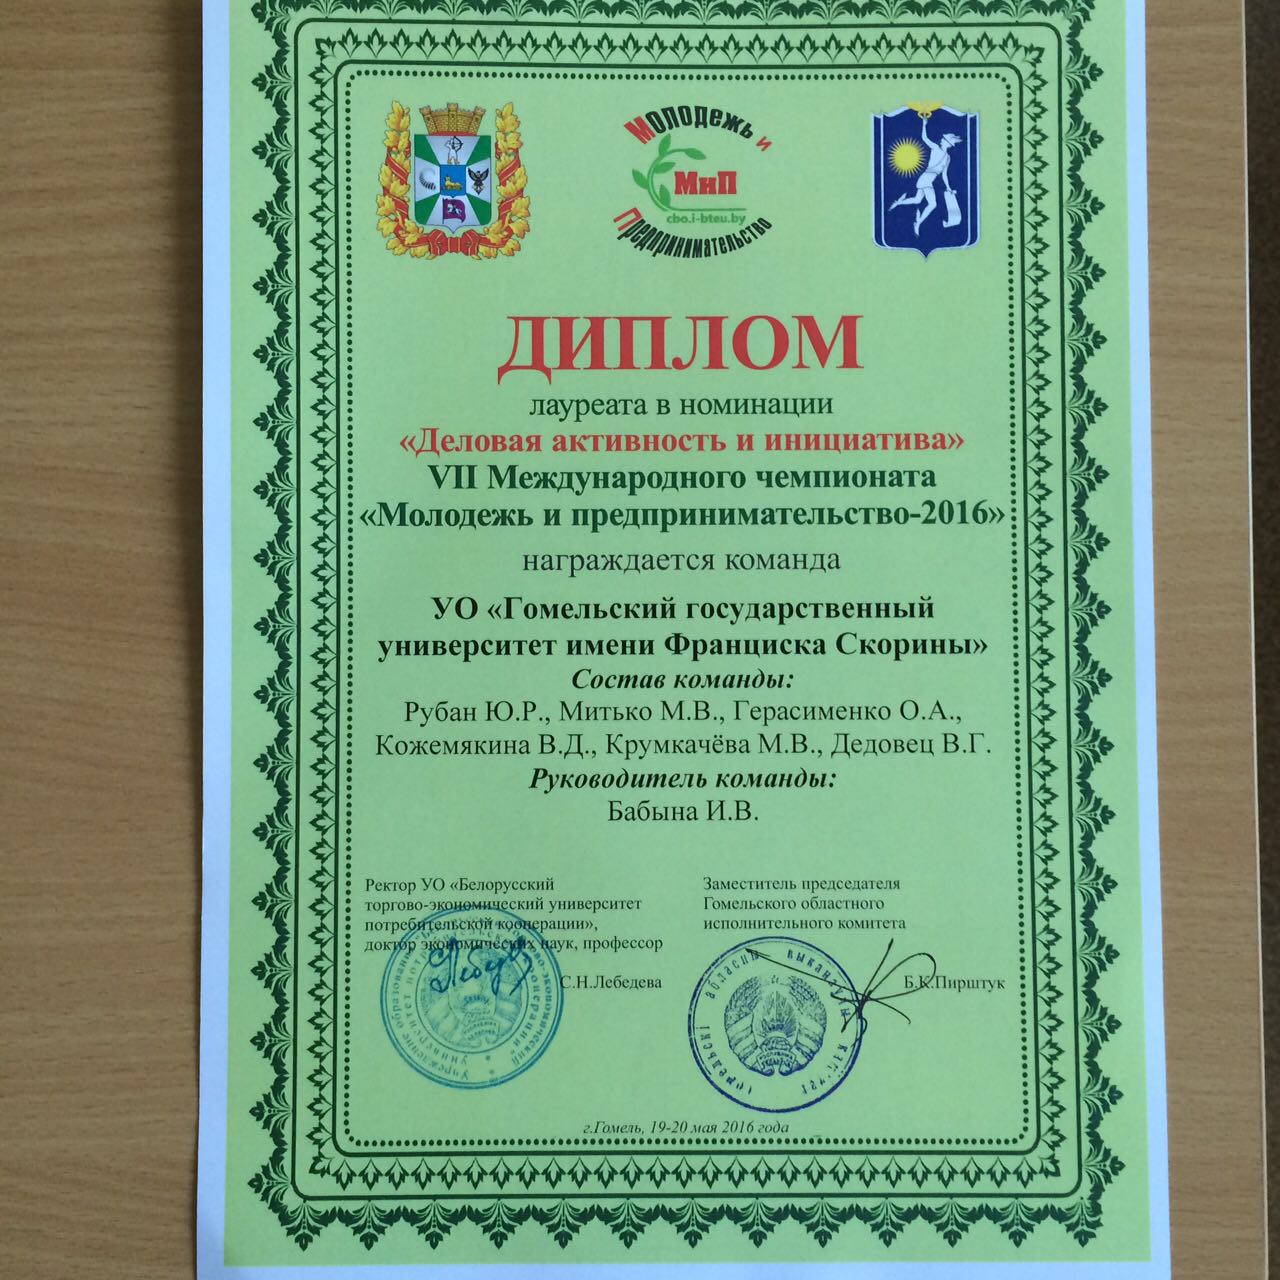 Молодежь и
МиП
cbo.i-bteu.by
Предпринимательство
ДИПЛОМ
лауреата в номинации
«Деловая активность и инициатива»
VII Международного чемпионата
«Молодежь и предпринимательство-2016»
награждается команда
УО «Гомельский государственный
университет имени Франциска Скорины»
Состав команды:
Рубан Ю.Р., Митько М.В., Герасименко О.А.,
Кожемякина В.Д., Крумкачёва М.В., Дедовец В.Г.
Руководитель команды:
Бабына И.В.
Ректор УО «Белорусский
торгово-экономический университет
потребительской кооперации»,
доктор экономических наук, профессор
С.Н.Лебедева
Заместитель председателя
Гомельского областного
исполнительного комитета
Б.К.Пирштук
г.Гомель, 19-20 мая 2016 года